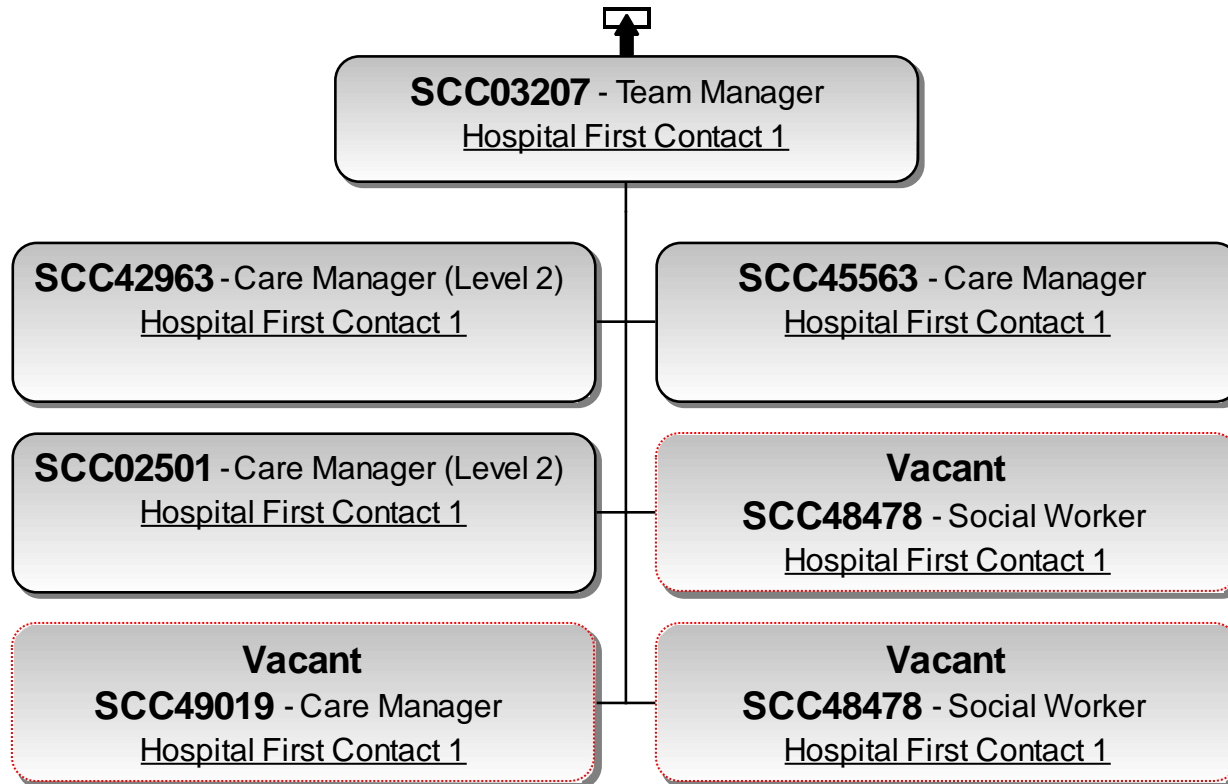 SCC03207 - Team Manager
Hospital First Contact 1
SCC42963 - Care Manager (Level 2)
Hospital First Contact 1
SCC45563 - Care Manager
Hospital First Contact 1
SCC02501 - Care Manager (Level 2)
Hospital First Contact 1
Vacant
SCC48478 - Social Worker
Hospital First Contact 1
Vacant
SCC49019 - Care Manager
Hospital First Contact 1
Vacant
SCC48478 - Social Worker
Hospital First Contact 1